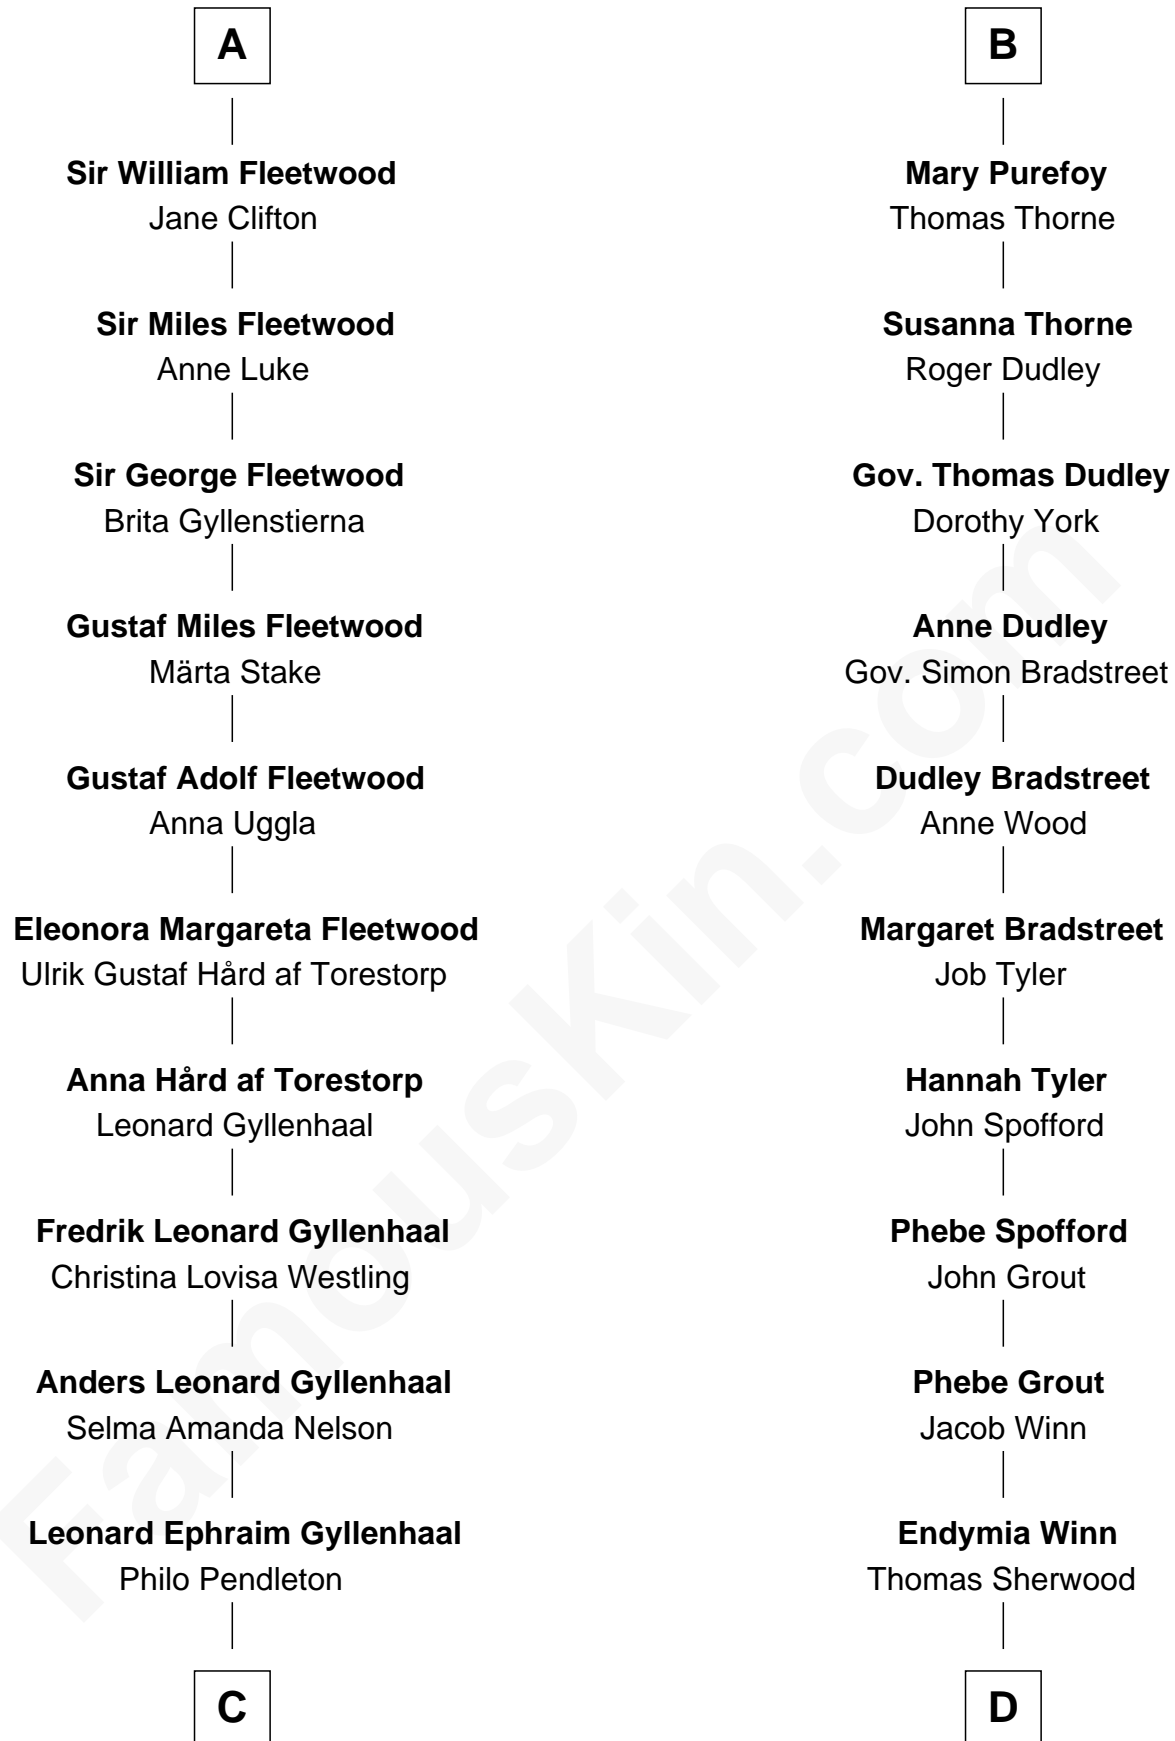 A
Sir William Fleetwood
Jane Clifton
Sir Miles Fleetwood
Anne Luke
Sir George Fleetwood
Brita Gyllenstierna
Gustaf Miles Fleetwood
Märta Stake
Gustaf Adolf Fleetwood
Anna Uggla
Eleonora Margareta Fleetwood
Ulrik Gustaf Hård af Torestorp
Anna Hård af Torestorp
Leonard Gyllenhaal
Fredrik Leonard Gyllenhaal
Christina Lovisa Westling
Anders Leonard Gyllenhaal
Selma Amanda Nelson
Leonard Ephraim Gyllenhaal
Philo Pendleton
C
B
Mary Purefoy
Thomas Thorne
Susanna Thorne
Roger Dudley
Gov. Thomas Dudley
Dorothy York
Anne Dudley
Gov. Simon Bradstreet
Dudley Bradstreet
Anne Wood
Margaret Bradstreet
Job Tyler
Hannah Tyler
John Spofford
Phebe Spofford
John Grout
Phebe Grout
Jacob Winn
Endymia Winn
Thomas Sherwood
D
FamousKin.com